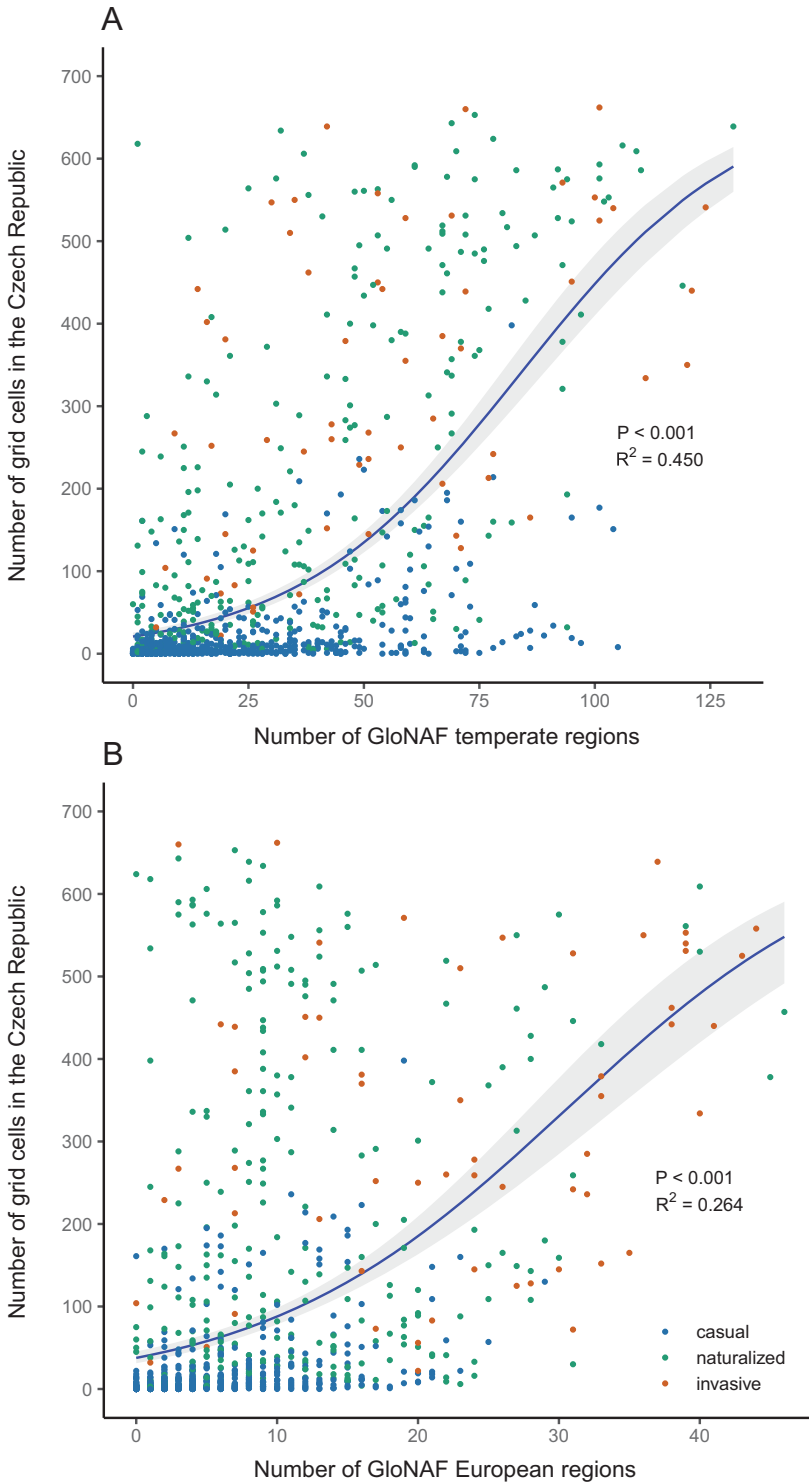 A
Number of grid cells in the Czech Republic
700
600
500
400
300
200
100
0
P < 0.001
R² = 0.450
0 25 50 75 100 125
Number of GloNAF temperate regions
B
Number of grid cells in the Czech Republic
700
600
500
400
300
200
100
0
P < 0.001
R² = 0.264
casual
naturalized
invasive
0 10 20 30 40
Number of GloNAF European regions